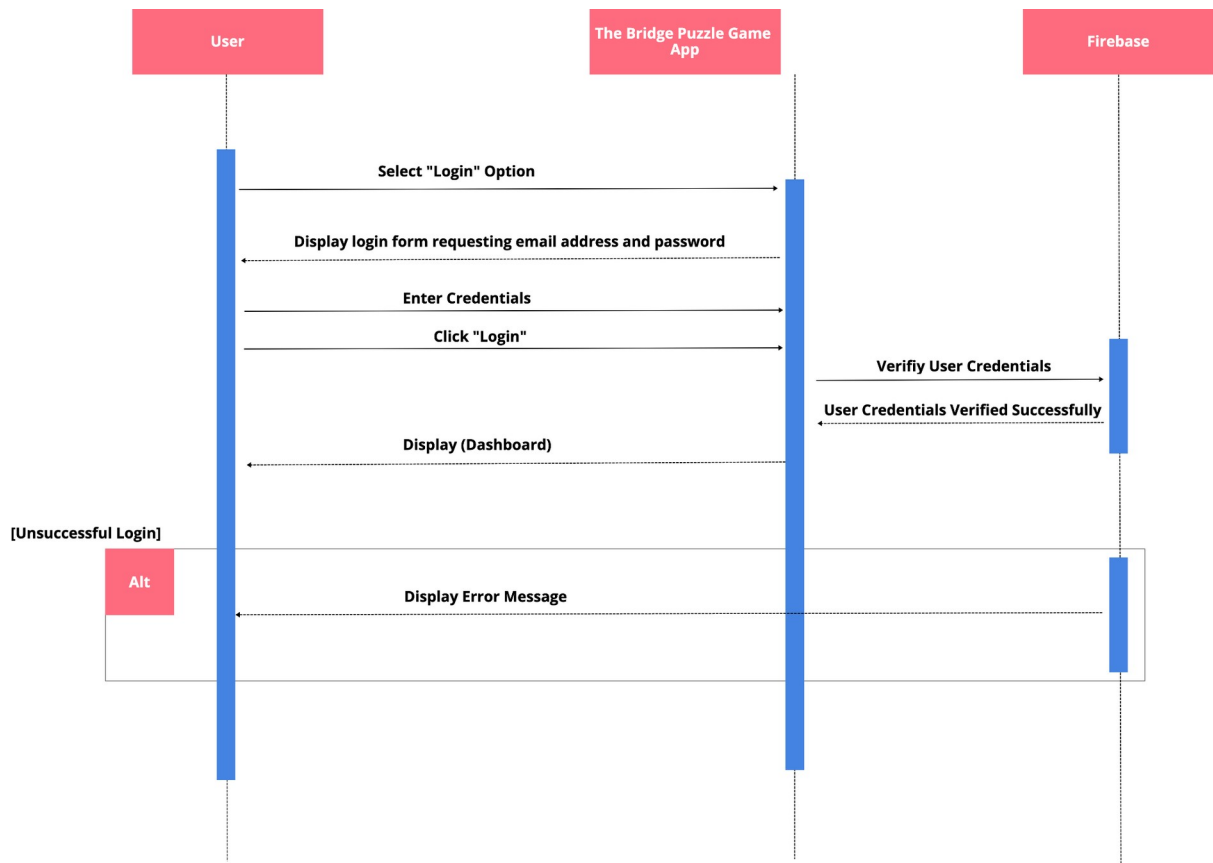 User
The Bridge Puzzle Game
App
Firebase
Select "Login" Option
Display login form requesting email address and password
Enter Credentials
Click "Login"
Verifiy User Credentials
User Credentials Verified Successfully
Display (Dashboard)
[Unsuccessful Login]
Alt
Display Error Message